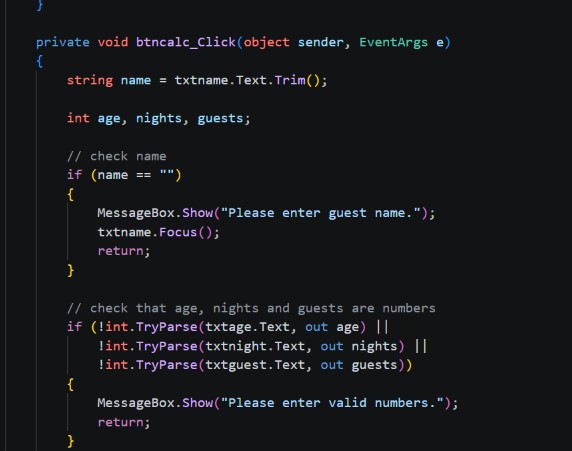 }
private void btncalc_Click(object sender, EventArgs e)
{
string name = txtname.Text.Trim();
int age, nights, guests;
// check name
if (name == "")
{
MessageBox.Show("Please enter guest name.");
txtname.Focus();
return;
}
// check that age, nights and guests are numbers
if (!int.TryParse(txtage.Text, out age) ||
!int.TryParse(txtnight.Text, out nights) ||
!int.TryParse(txtguest.Text, out guests))
{
MessageBox.Show("Please enter valid numbers.");
return;
}